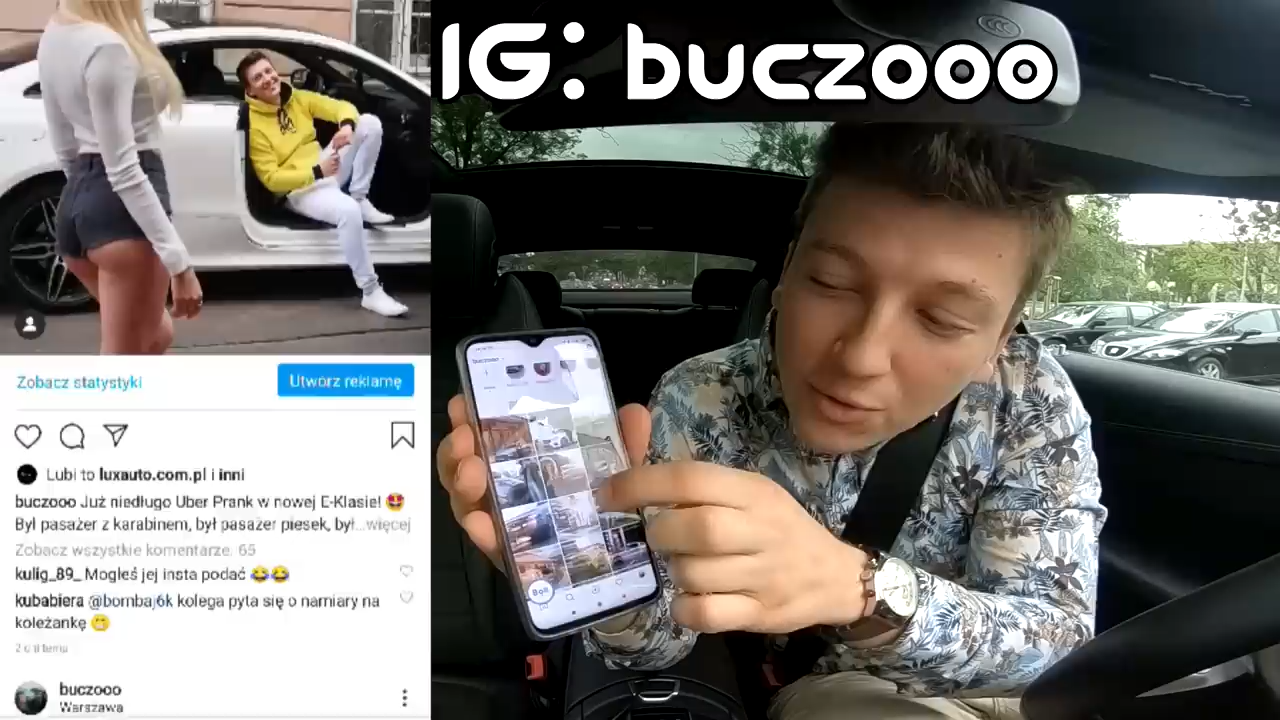 IG: buczooo
Zobacz statystyki
Utwórz reklamę
Lubi to luxauto.com.pl i inni
buczooo Już niedługo Uber Prank w nowej E-Klasie! 🤩
Był pasażer z karabinem, był pasażer piesek, był...więcej
Zobacz wszystkie komentarze: 65
kulig_89_ Mogłeś jej insta podać 😂😂
kubabiera @bombaj6k kolega pyta się o namiary na
koleżankę 😁
buczooo
Warszawa